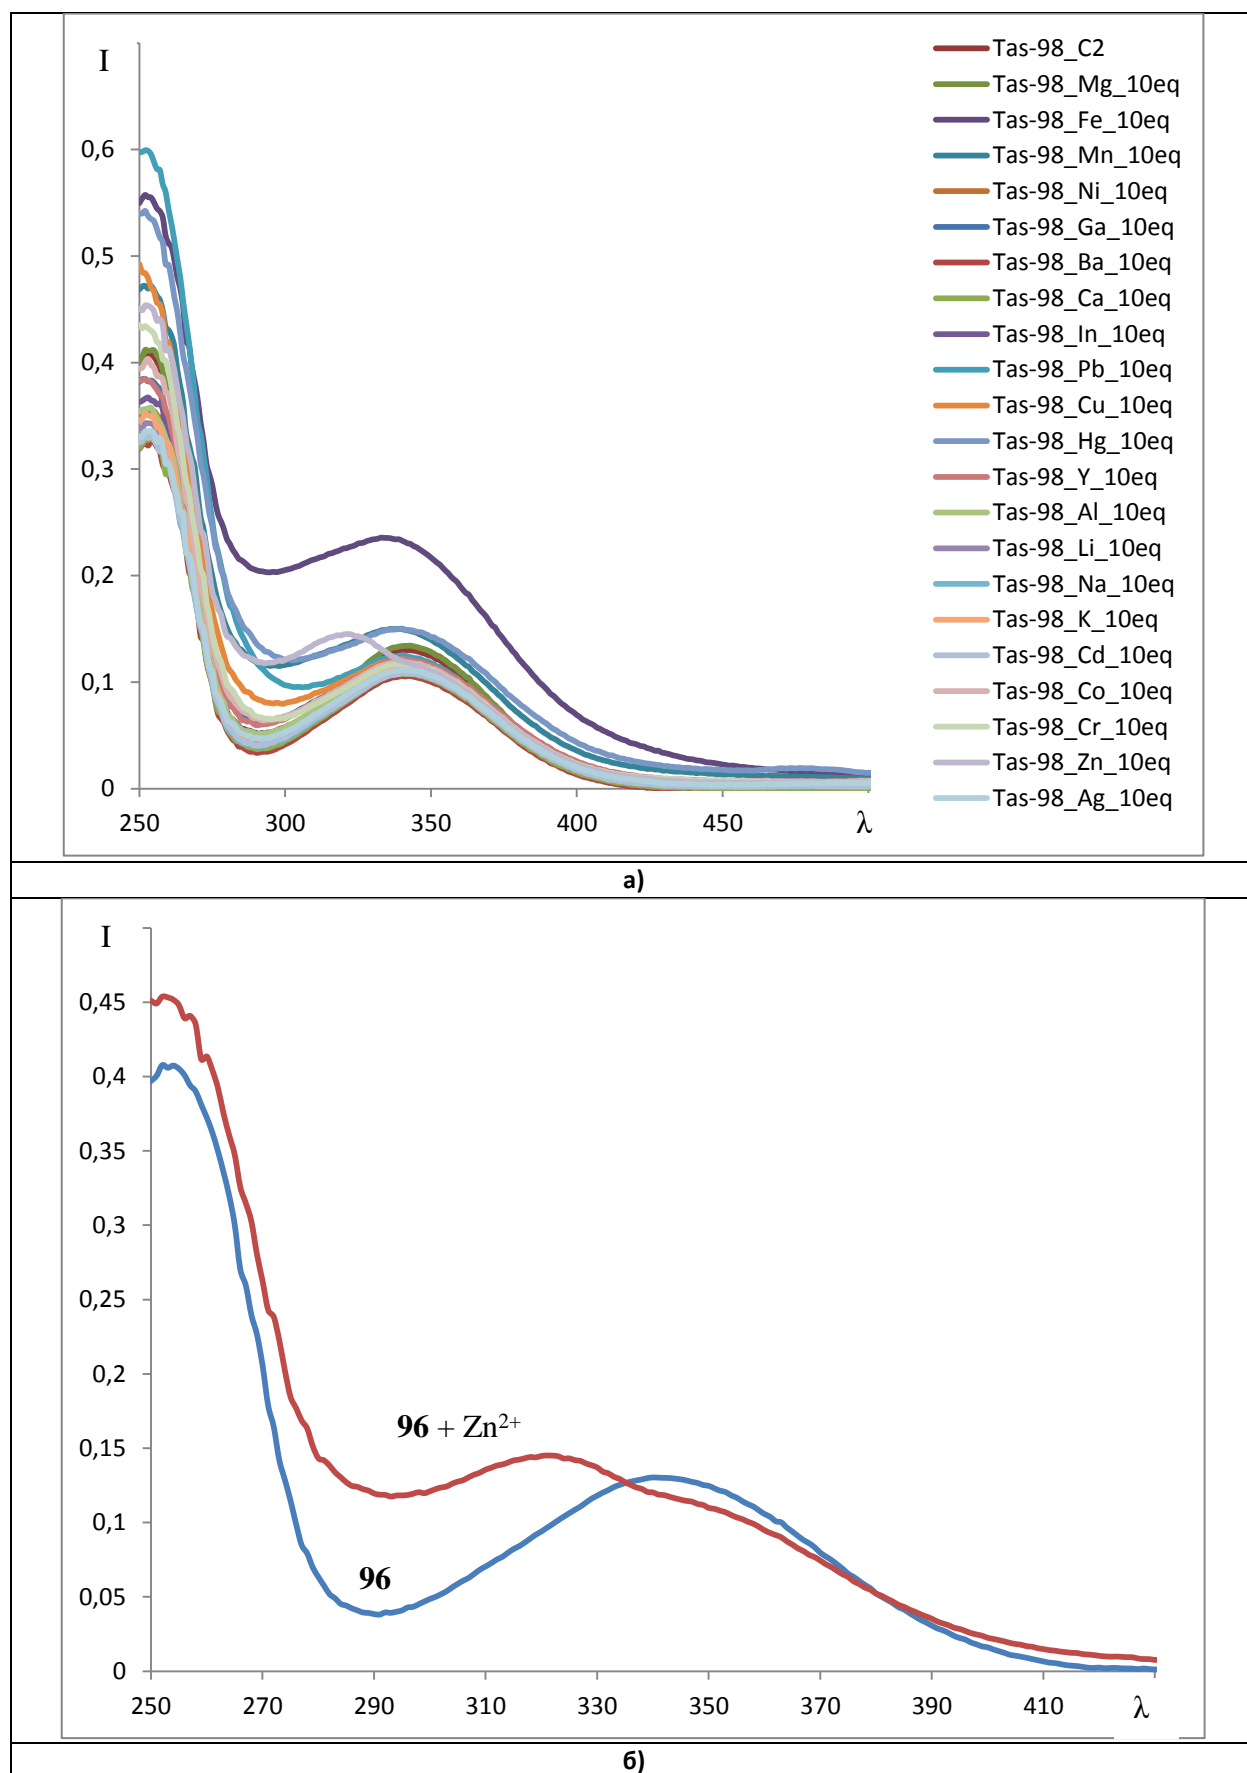 I
0,6
0,5
0,4
0,3
0,2
0,1
0
250 300 350 400 450 λ
Tas-98_C2
Tas-98_Mg_10eq
Tas-98_Fe_10eq
Tas-98_Mn_10eq
Tas-98_Ni_10eq
Tas-98_Ga_10eq
Tas-98_Ba_10eq
Tas-98_Ca_10eq
Tas-98_In_10eq
Tas-98_Pb_10eq
Tas-98_Cu_10eq
Tas-98_Hg_10eq
Tas-98_Y_10eq
Tas-98_Al_10eq
Tas-98_Li_10eq
Tas-98_Na_10eq
Tas-98_K_10eq
Tas-98_Cd_10eq
Tas-98_Co_10eq
Tas-98_Cr_10eq
Tas-98_Zn_10eq
Tas-98_Ag_10eq
а)
I
0,45
0,4
0,35
0,3
0,25
0,2
0,15
0,1
0,05
0
96 + Zn²⁺
96
250 270 290 310 330 350 370 390 410 λ
б)